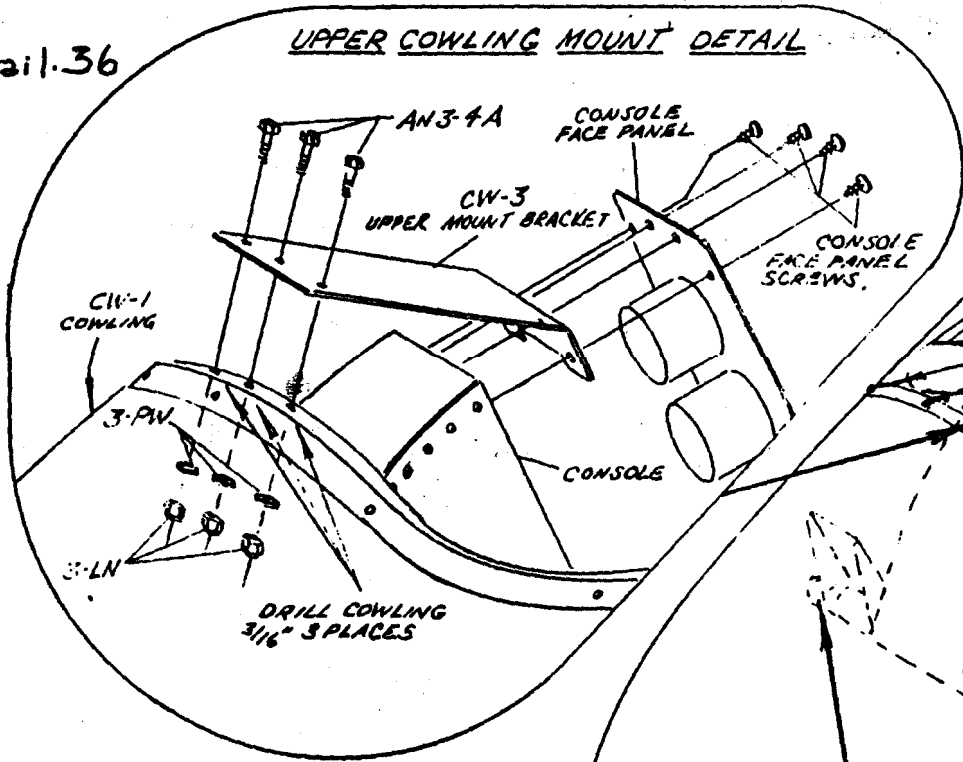 ail.36
UPPER COWLING MOUNT DETAIL
AN3-4A
CONSOLE
FACE PANEL
CW-3
UPPER MOUNT BRACKET
CONSOLE
FACE PANEL
SCREWS.
CW-1
COWLING
3-PW
CONSOLE
3-LN
DRILL COWLING
3/16" 3 PLACES